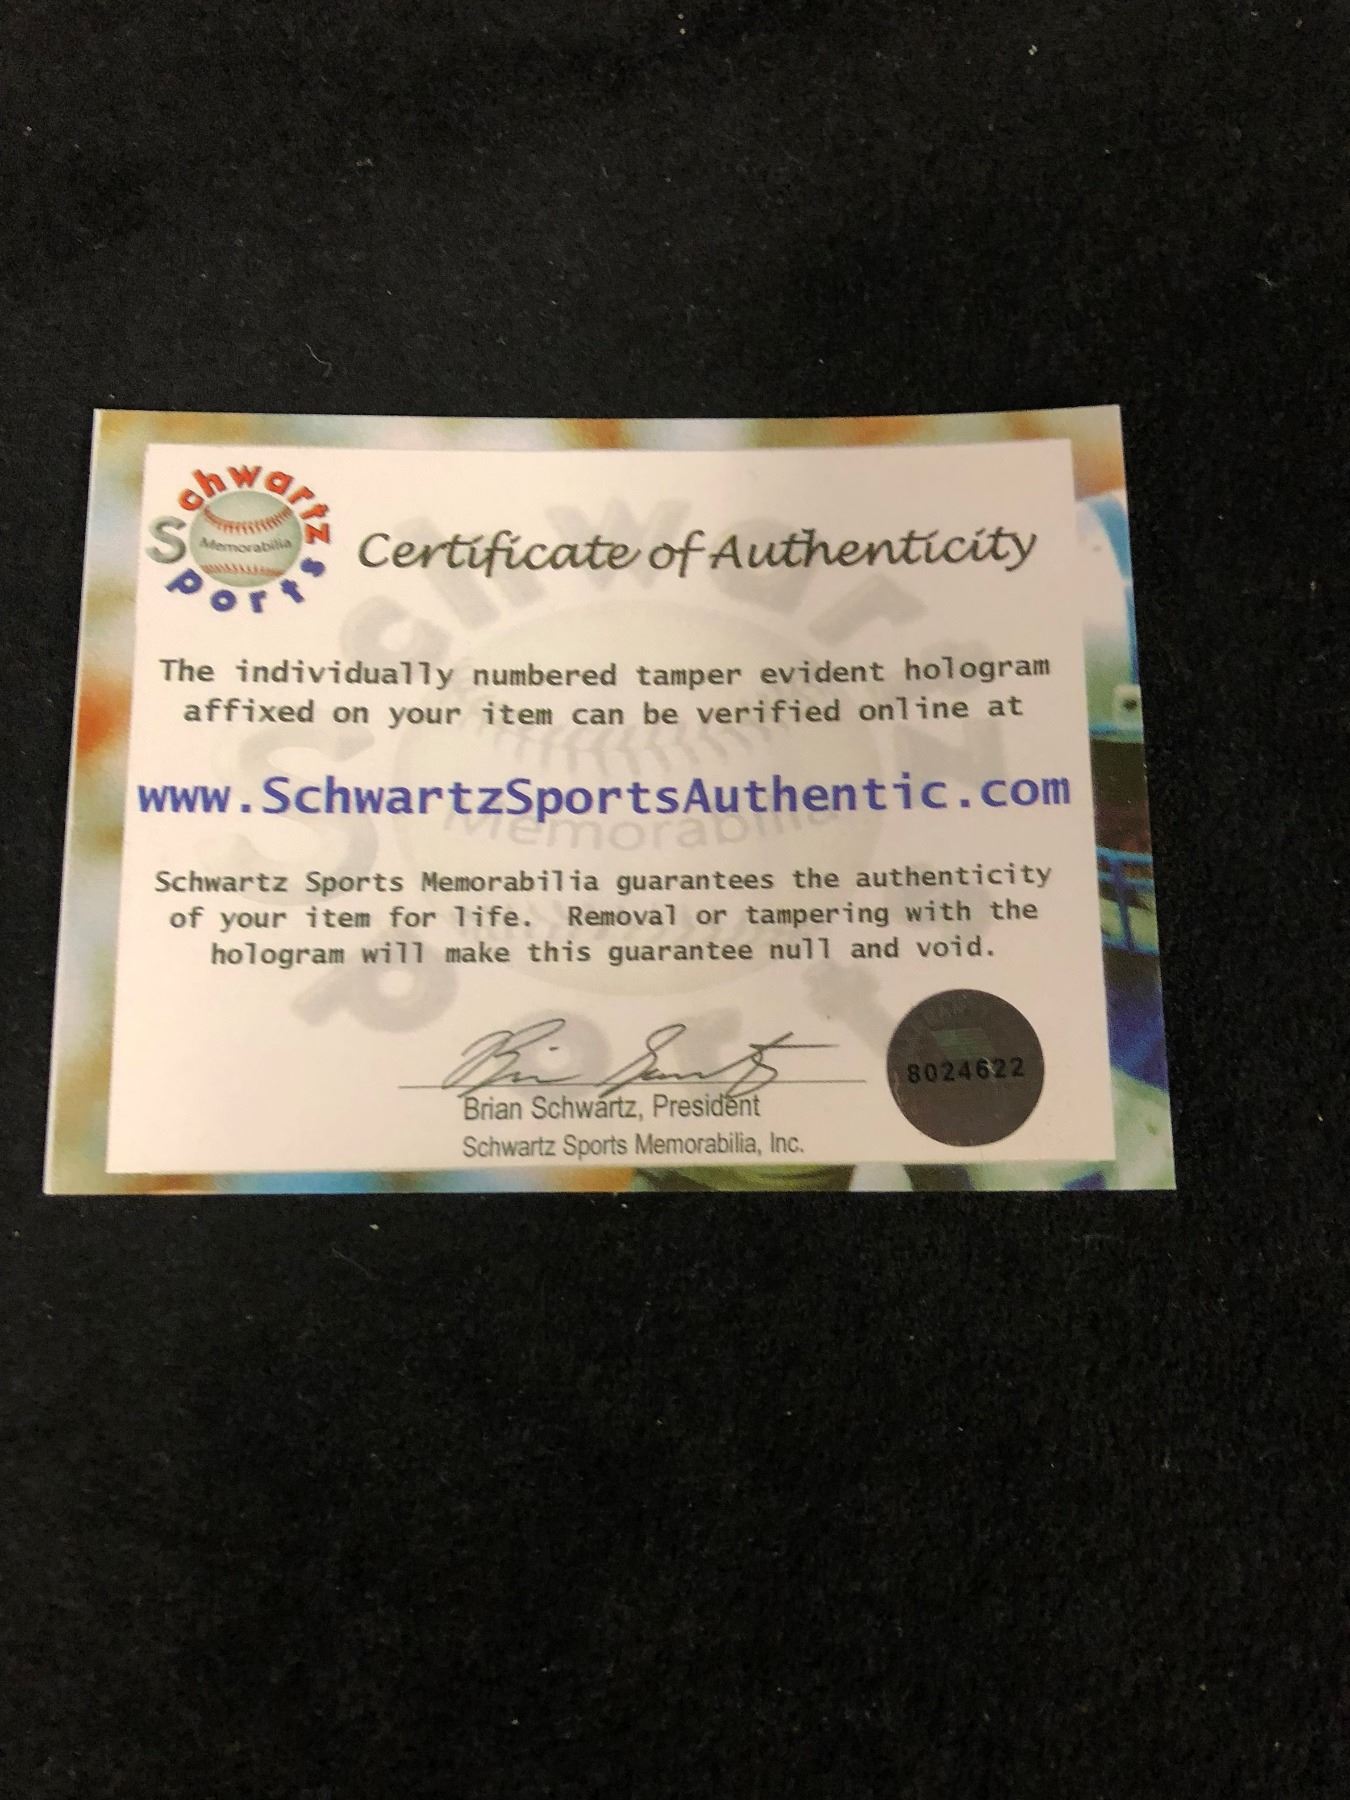 Schwartz
Sports
Memorabilia
Certificate of Authenticity
The individually numbered tamper evident hologram
affixed on your item can be verified online at
www.SchwartzSportsAuthentic.com
Schwartz Sports Memorabilia guarantees the authenticity
of your item for life. Removal or tampering with the
hologram will make this guarantee null and void.
Brian Schwartz, President
Schwartz Sports Memorabilia, Inc.
8024622